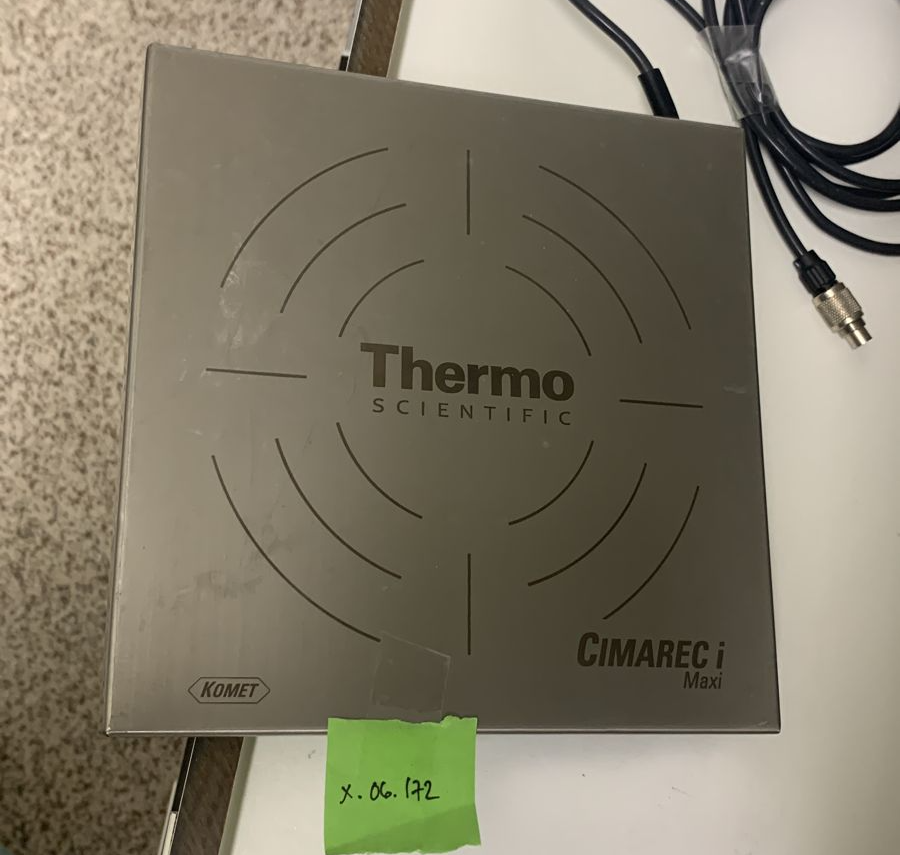 Thermo
SCIENTIFIC
CIMAREC i
Maxi
KOMET
x.06.172